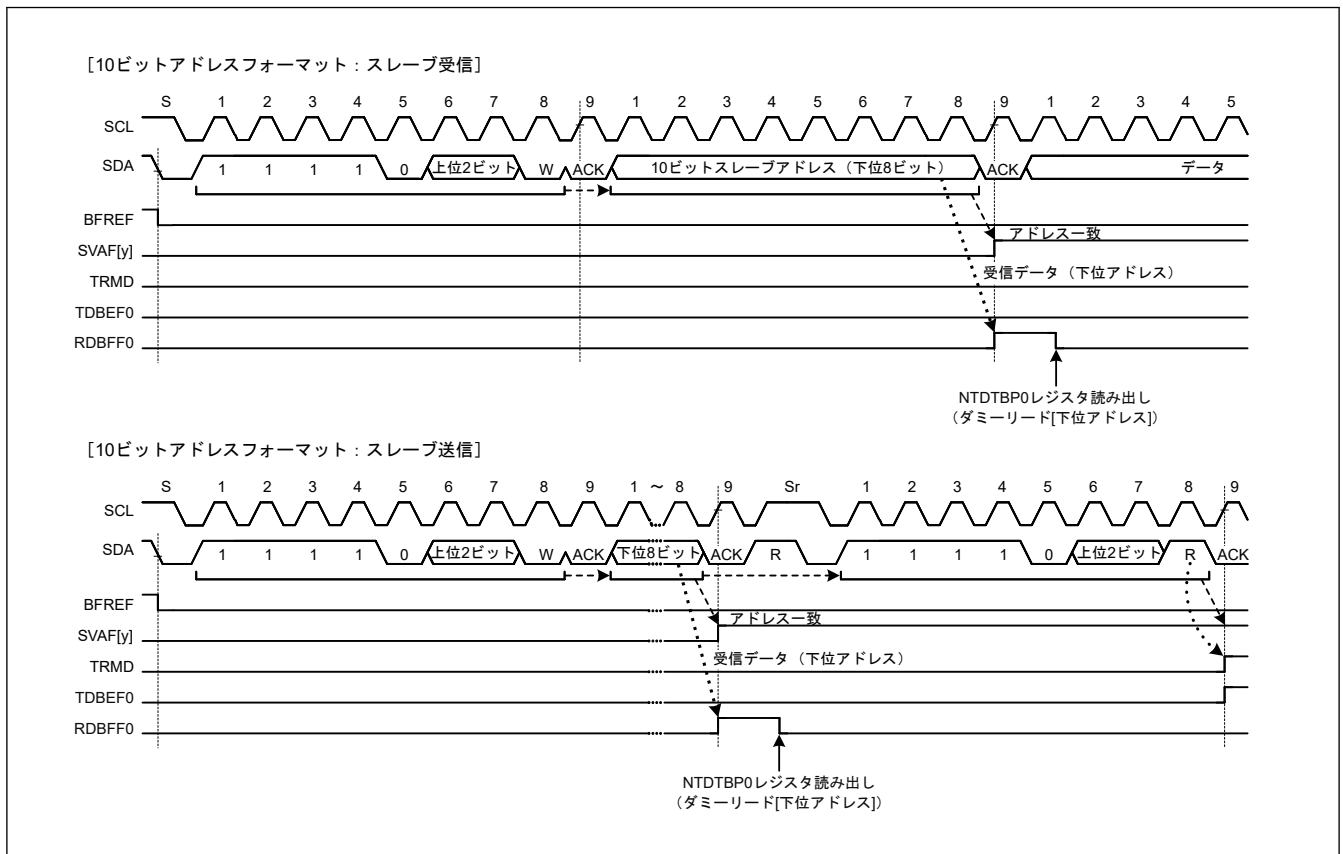 ［10ビットアドレスフォーマット：スレーブ受信］
S 1 2 3 4 5 6 7 8 9 1 2 3 4 5 6 7 8 9 1 2 3 4 5
SCL
SDA 1 1 1 1 0 上位2ビット W ACK 10ビットスレーブアドレス（下位8ビット） ACK データ
BFREF
アドレス一致
SVAF[y]
受信データ（下位アドレス）
TRMD
TDBEF0
RDBFF0
NTDTBP0レジスタ読み出し
（ダミーリード[下位アドレス]）
［10ビットアドレスフォーマット：スレーブ送信］
S 1 2 3 4 5 6 7 8 9 1 ～ 8 9 Sr 1 2 3 4 5 6 7 8 9
SCL
SDA 1 1 1 1 0 上位2ビット W ACK 下位8ビット ACK R 1 1 1 1 0 上位2ビット R ACK
BFREF
アドレス一致
SVAF[y]
受信データ（下位アドレス）
TRMD
TDBEF0
RDBFF0
NTDTBP0レジスタ読み出し
（ダミーリード[下位アドレス]）